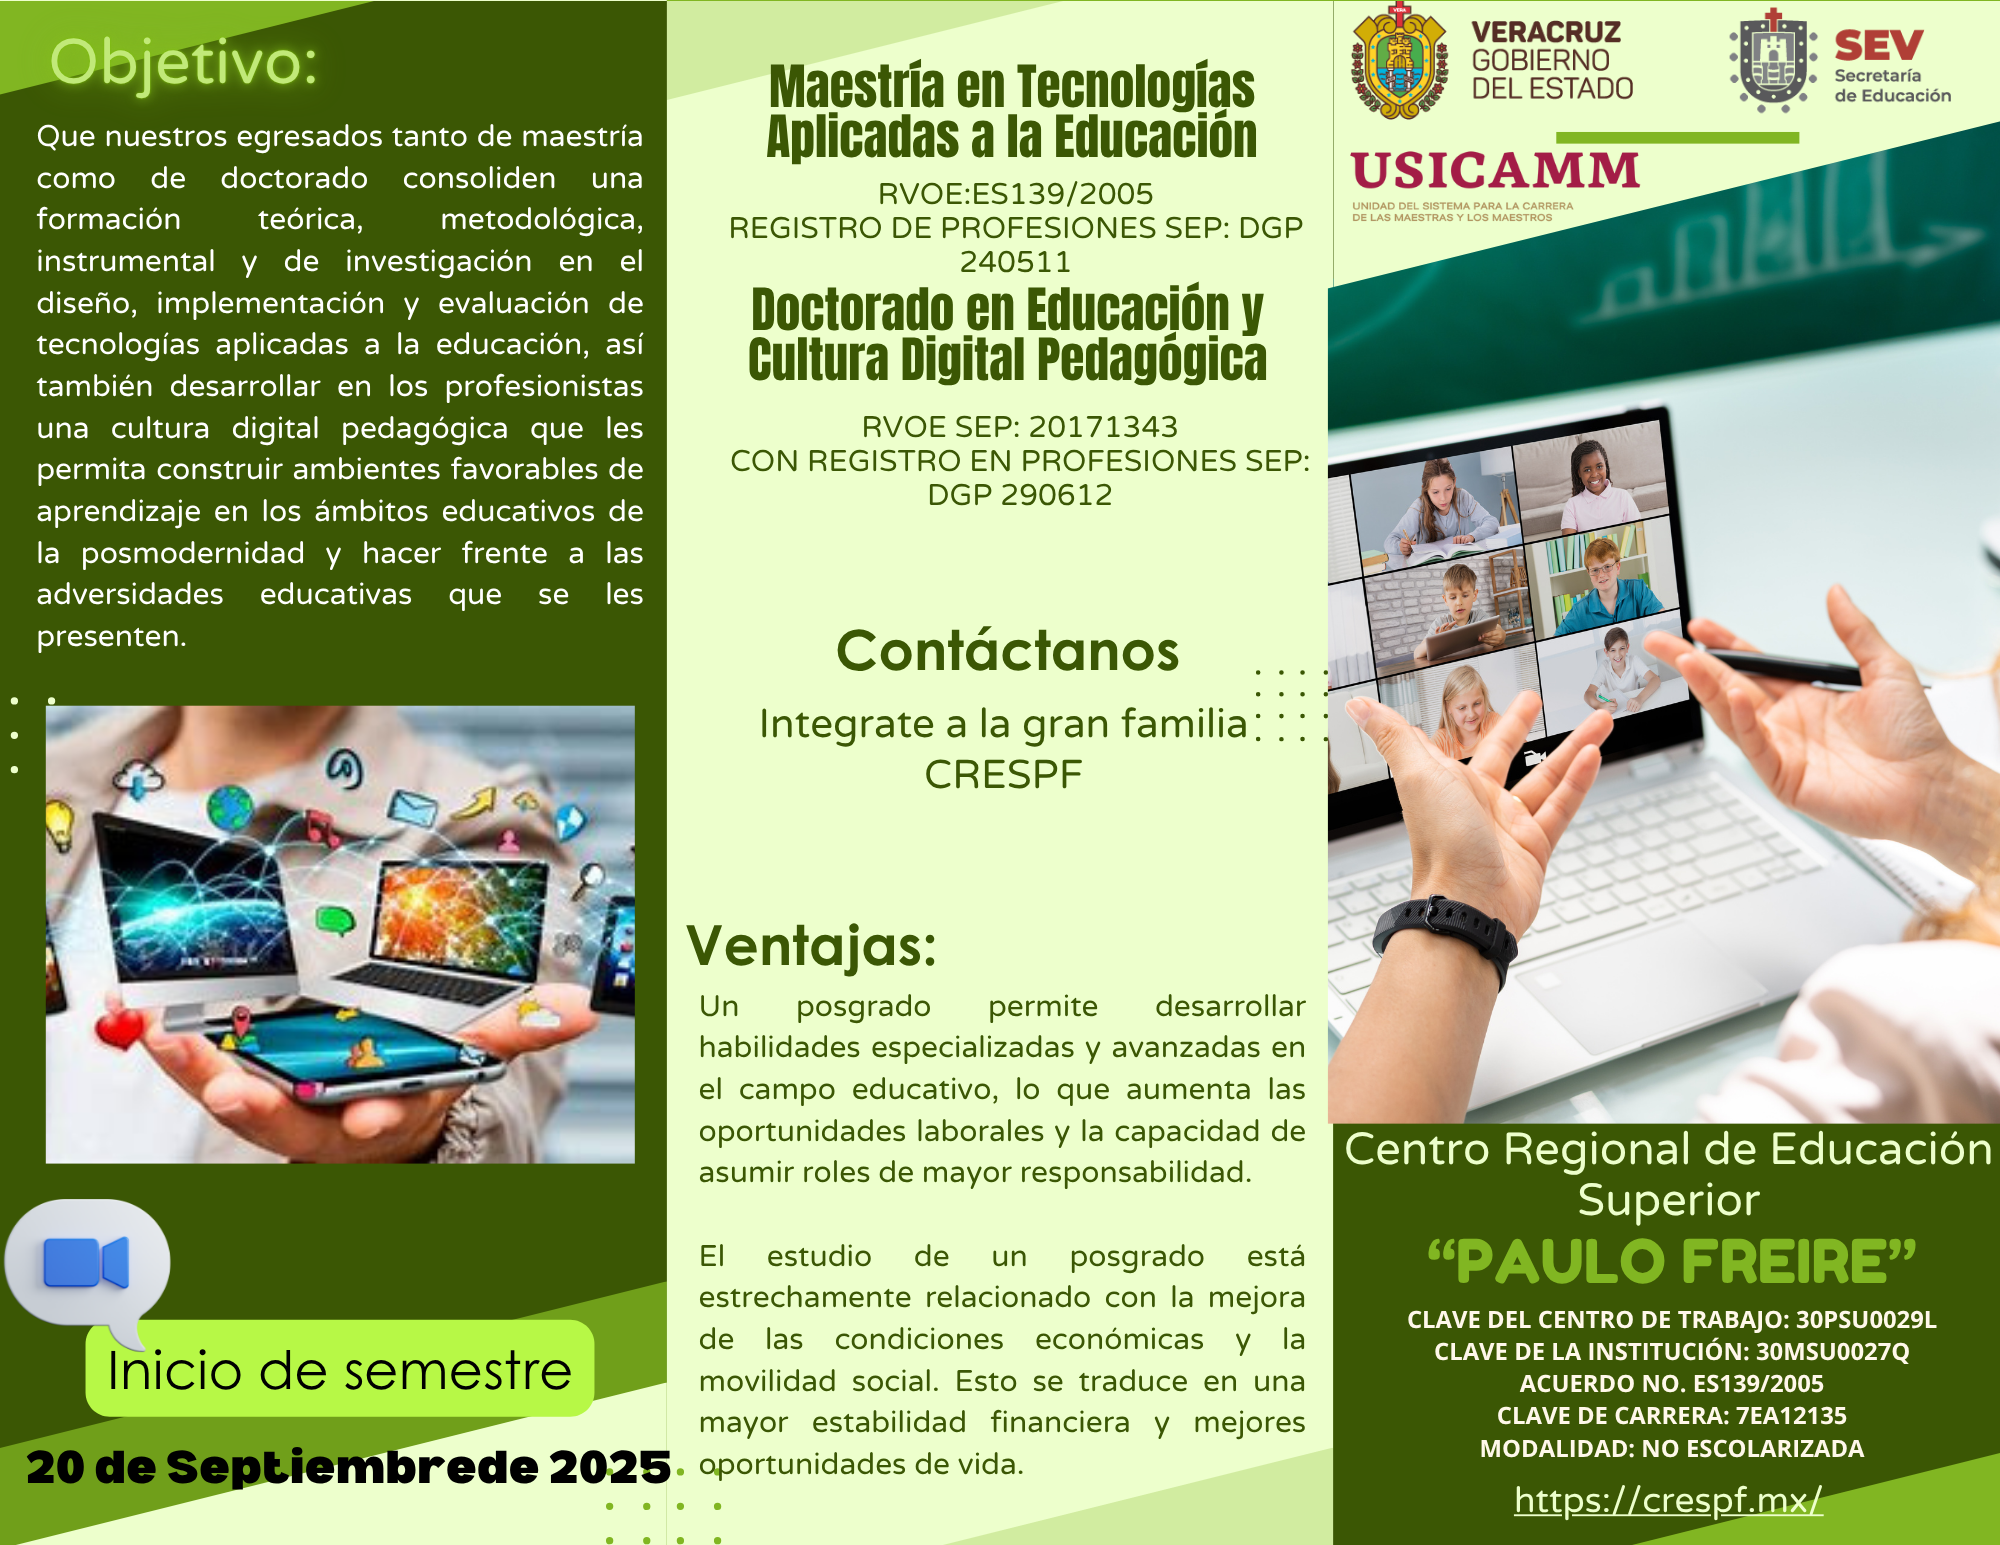 Objetivo:
Que nuestros egresados tanto de maestría
como de doctorado consoliden una
formación teórica, metodológica,
instrumental y de investigación en el
diseño, implementación y evaluación de
tecnologías aplicadas a la educación, así
también desarrollar en los profesionistas
una cultura digital pedagógica que les
permita construir ambientes favorables de
aprendizaje en los ámbitos educativos de
la posmodernidad y hacer frente a las
adversidades educativas que se les
presenten.
Inicio de semestre
20 de Septiembrede 2025
Maestría en Tecnologías
Aplicadas a la Educación
RVOE:ES139/2005
REGISTRO DE PROFESIONES SEP: DGP
240511
Doctorado en Educación y
Cultura Digital Pedagógica
RVOE SEP: 20171343
CON REGISTRO EN PROFESIONES SEP:
DGP 290612
Contáctanos
Integrate a la gran familia
CRESPF
Ventajas:
Un posgrado permite desarrollar
habilidades especializadas y avanzadas en
el campo educativo, lo que aumenta las
oportunidades laborales y la capacidad de
asumir roles de mayor responsabilidad.
El estudio de un posgrado está
estrechamente relacionado con la mejora
de las condiciones económicas y la
movilidad social. Esto se traduce en una
mayor estabilidad financiera y mejores
oportunidades de vida.
VERACRUZ
GOBIERNO
DEL ESTADO
SEV
Secretaría
de Educación
USICAMM
UNIDAD DEL SISTEMA PARA LA CARRERA
DE LAS MAESTRAS Y LOS MAESTROS
Centro Regional de Educación
Superior
“PAULO FREIRE”
CLAVE DEL CENTRO DE TRABAJO: 30PSU0029L
CLAVE DE LA INSTITUCIÓN: 30MSU0027Q
ACUERDO NO. ES139/2005
CLAVE DE CARRERA: 7EA12135
MODALIDAD: NO ESCOLARIZADA
https://crespf.mx/